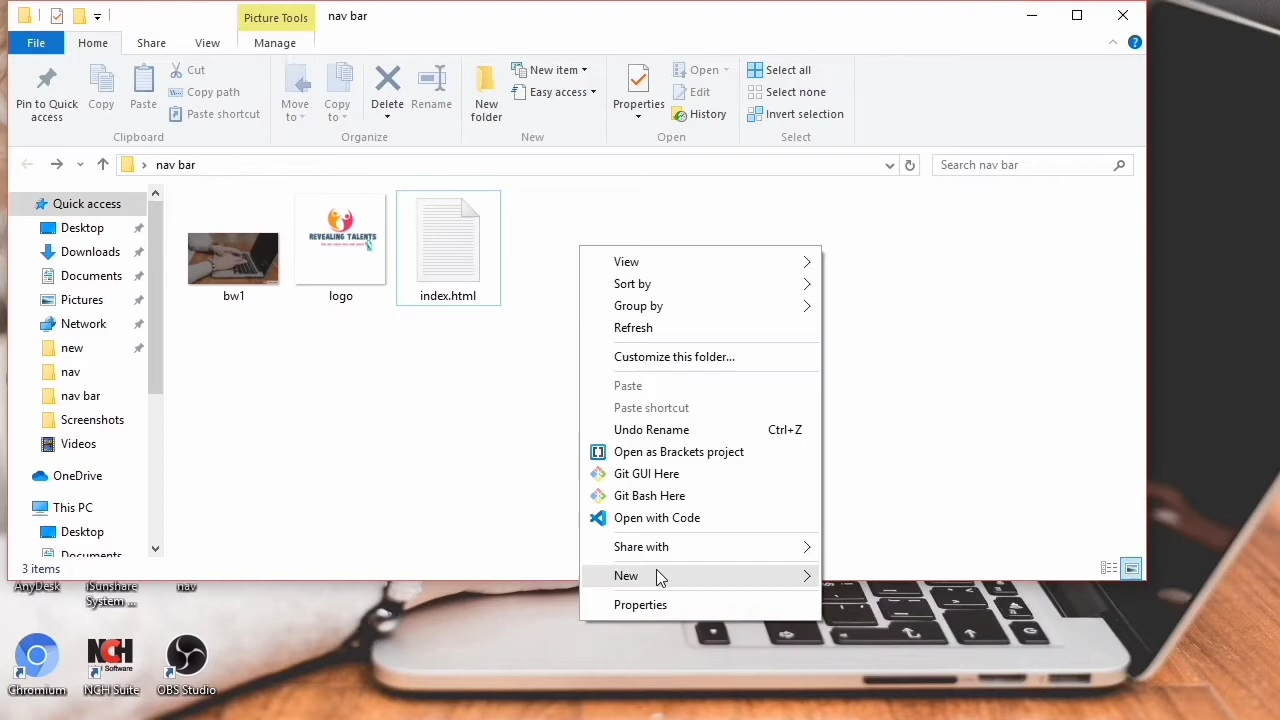 Picture Tools
nav bar
File
Home
Share
View
Manage
Pin to Quick access
Copy
Paste
Cut
Copy path
Paste shortcut
Clipboard
Move to
Copy to
Delete
Rename
Organize
New folder
New item
Easy access
New
Properties
Open
Edit
History
Open
Select all
Select none
Invert selection
Select
nav bar
Search nav bar
Quick access
Desktop
Downloads
Documents
Pictures
Network
new
nav
nav bar
Screenshots
Videos
OneDrive
This PC
Desktop
Documents
bw1
REVEALING TALENTS
logo
index.html
View
Sort by
Group by
Refresh
Customize this folder...
Paste
Paste shortcut
Undo Rename Ctrl+Z
Open as Brackets project
Git GUI Here
Git Bash Here
Open with Code
Share with
New
Properties
3 items
AnyDesk
iSunshare System ...
nav
Chromium
NCH Software
NCH Suite
OBS Studio